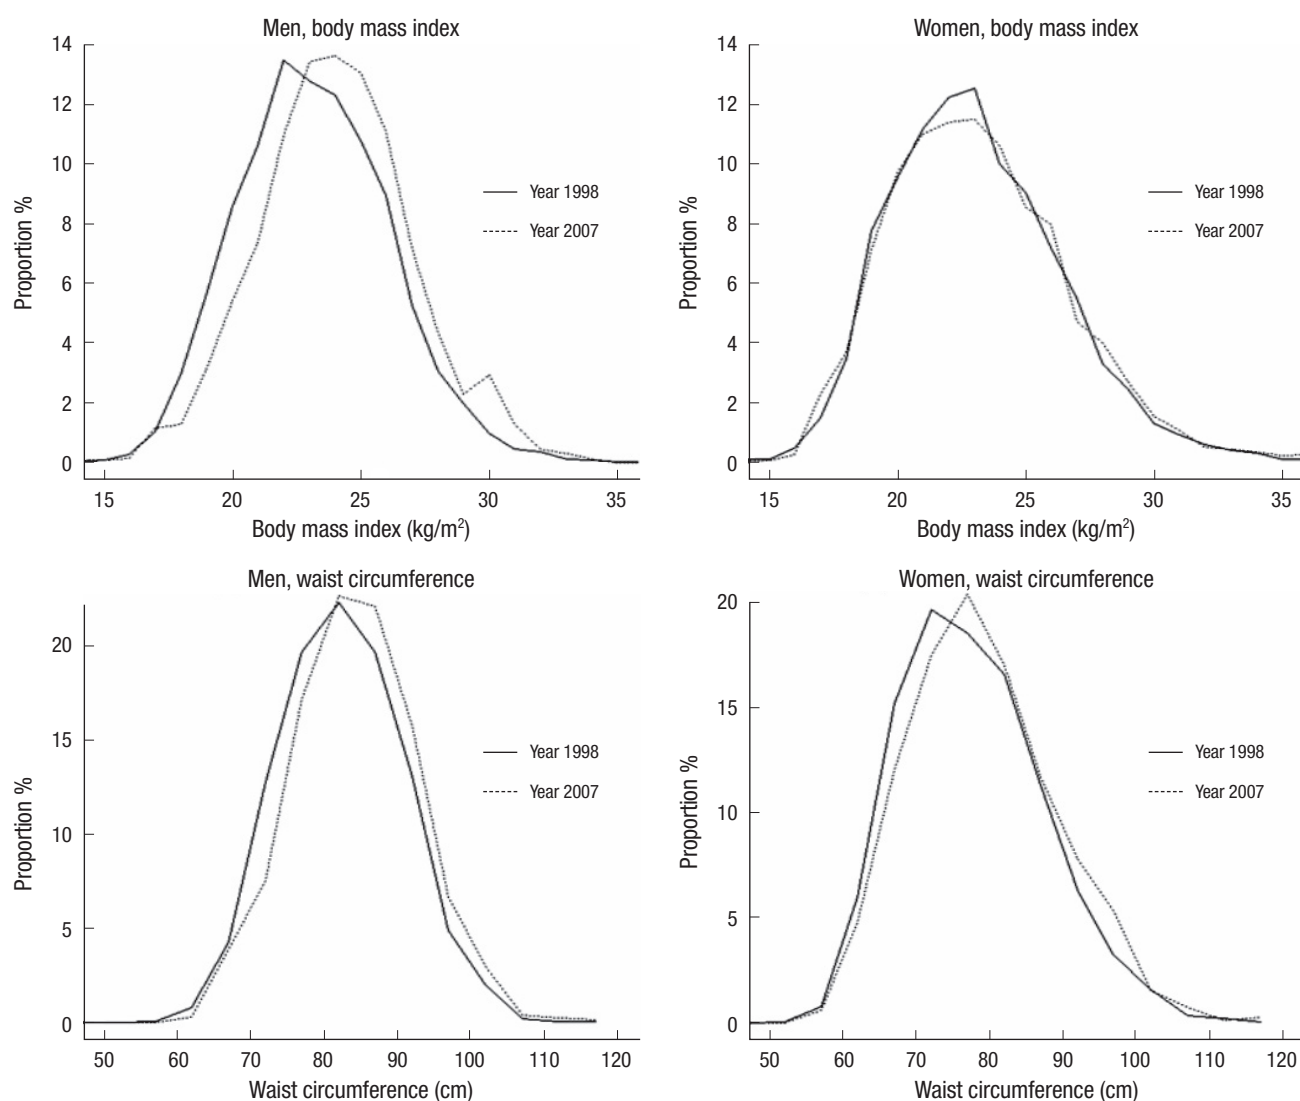 Men, body mass index
14
12
10
8
6
4
2
0
Proportion %
Year 1998
Year 2007
15 20 25 30 35
Body mass index (kg/m²)
Women, body mass index
14
12
10
8
6
4
2
0
Proportion %
Year 1998
Year 2007
15 20 25 30 35
Body mass index (kg/m²)
Men, waist circumference
20
15
10
5
0
Proportion %
Year 1998
Year 2007
50 60 70 80 90 100 110 120
Waist circumference (cm)
Women, waist circumference
20
15
10
5
0
Proportion %
Year 1998
Year 2007
50 60 70 80 90 100 110 120
Waist circumference (cm)